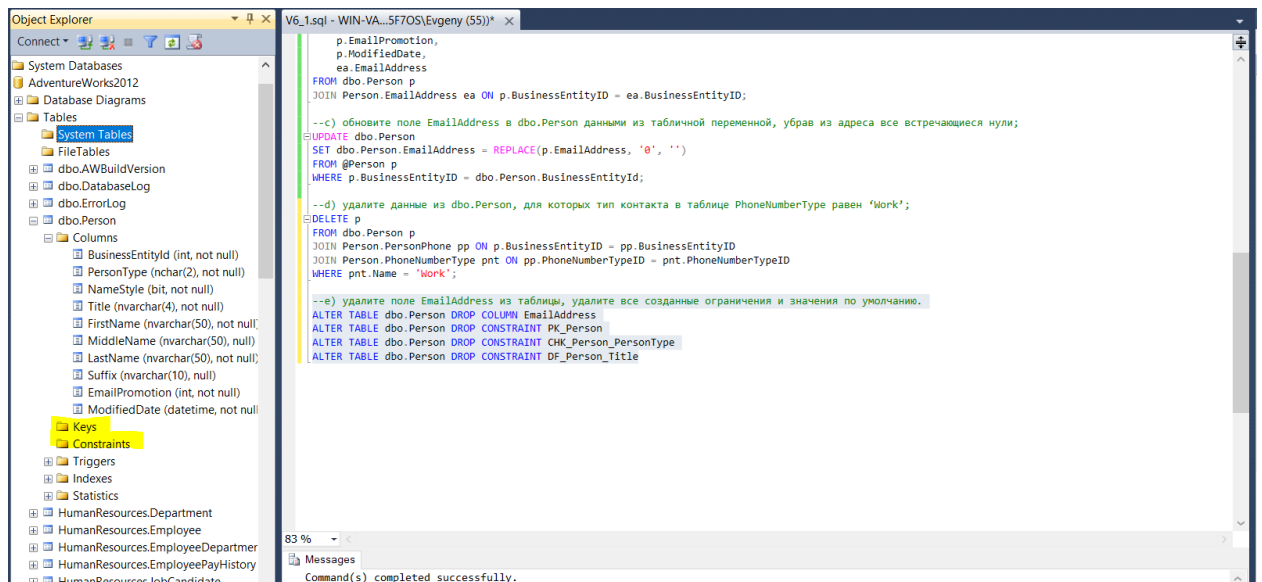 Object Explorer
Connect
System Databases
AdventureWorks2012
Database Diagrams
Tables
System Tables
FileTables
dbo.AWBuildVersion
dbo.DatabaseLog
dbo.ErrorLog
dbo.Person
Columns
BusinessEntityId (int, not null)
PersonType (nchar(2), not null)
NameStyle (bit, not null)
Title (nvarchar(4), not null)
FirstName (nvarchar(50), not null)
MiddleName (nvarchar(50), null)
LastName (nvarchar(50), not null)
Suffix (nvarchar(10), null)
EmailPromotion (int, not null)
ModifiedDate (datetime, not null
Keys
Constraints
Triggers
Indexes
Statistics
HumanResources.Department
HumanResources.Employee
HumanResources.EmployeeDepartmer
HumanResources.EmployeePayHistory
HumanResources.JobCandidate
V6_1.sql - WIN-VA...5F7OS\Evgeny (55))*
p.EmailPromotion,
p.ModifiedDate,
ea.EmailAddress
FROM dbo.Person p
JOIN Person.EmailAddress ea ON p.BusinessEntityID = ea.BusinessEntityID;
--c) обновите поле EmailAddress в dbo.Person данными из табличной переменной, убрав из адреса все встречающиеся нули;
UPDATE dbo.Person
SET dbo.Person.EmailAddress = REPLACE(p.EmailAddress, '0', '')
FROM @Person p
WHERE p.BusinessEntityID = dbo.Person.BusinessEntityId;
--d) удалите данные из dbo.Person, для которых тип контакта в таблице PhoneNumberType равен ‘Work’;
DELETE p
FROM dbo.Person p
JOIN Person.PersonPhone pp ON p.BusinessEntityID = pp.BusinessEntityID
JOIN Person.PhoneNumberType pnt ON pp.PhoneNumberTypeID = pnt.PhoneNumberTypeID
WHERE pnt.Name = 'Work';
--e) удалите поле EmailAddress из таблицы, удалите все созданные ограничения и значения по умолчанию.
ALTER TABLE dbo.Person DROP COLUMN EmailAddress
ALTER TABLE dbo.Person DROP CONSTRAINT PK_Person
ALTER TABLE dbo.Person DROP CONSTRAINT CHK_Person_PersonType
ALTER TABLE dbo.Person DROP CONSTRAINT DF_Person_Title
83 %
Messages
Command(s) completed successfully.